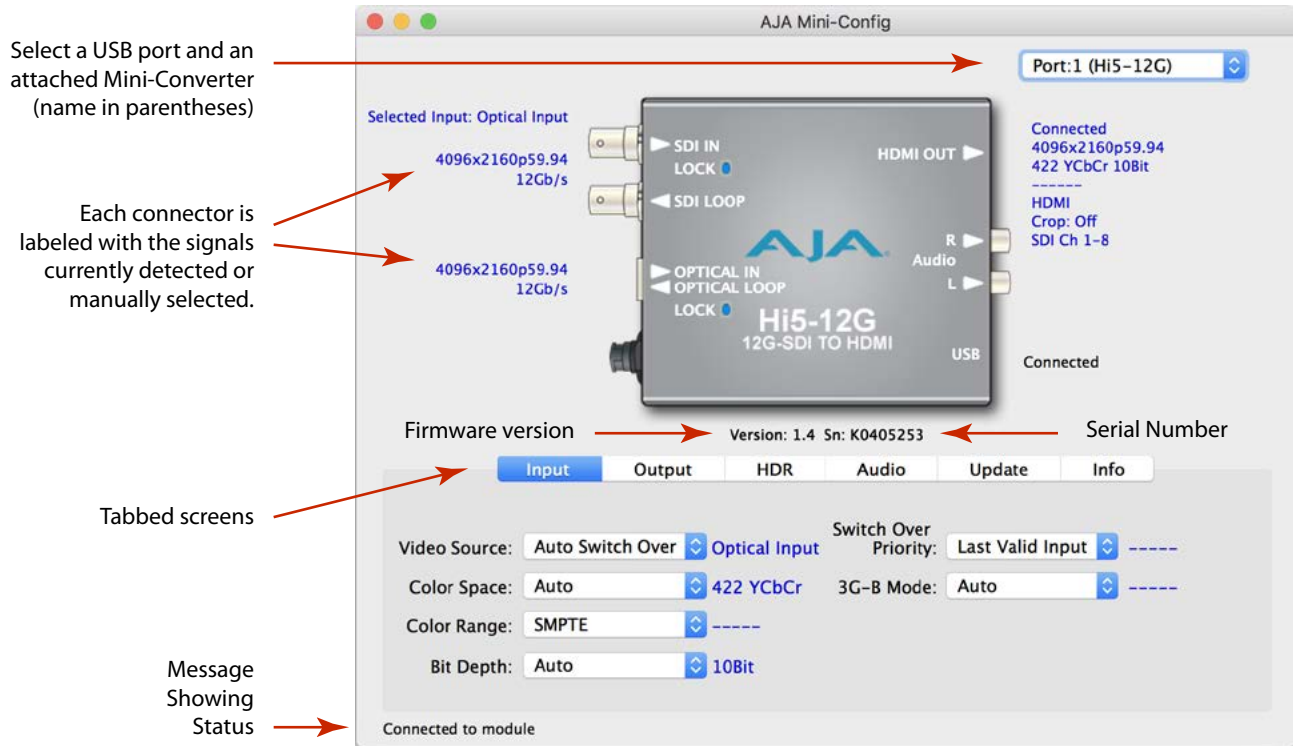 AJA Mini-Config
Select a USB port and an
attached Mini-Converter
(name in parentheses)
Port:1 (Hi5-12G)
Selected Input: Optical Input
4096x2160p59.94
12Gb/s
Each connector is
labeled with the signals
currently detected or
manually selected.
4096x2160p59.94
12Gb/s
SDI IN
LOCK
SDI LOOP
HDMI OUT
AJA
R
Audio
L
OPTICAL IN
OPTICAL LOOP
LOCK
Hi5-12G
12G-SDI TO HDMI
USB
Connected
4096x2160p59.94
422 YCbCr 10Bit
------
HDMI
Crop: Off
SDI Ch 1-8
Connected
Firmware version
Version: 1.4 Sn: K0405253
Serial Number
Tabbed screens
Input Output HDR Audio Update Info
Video Source: Auto Switch Over Optical Input
Switch Over
Priority: Last Valid Input -----
Color Space: Auto 422 YCbCr
3G-B Mode: Auto -----
Color Range: SMPTE -----
Bit Depth: Auto 10Bit
Message
Showing
Status
Connected to module